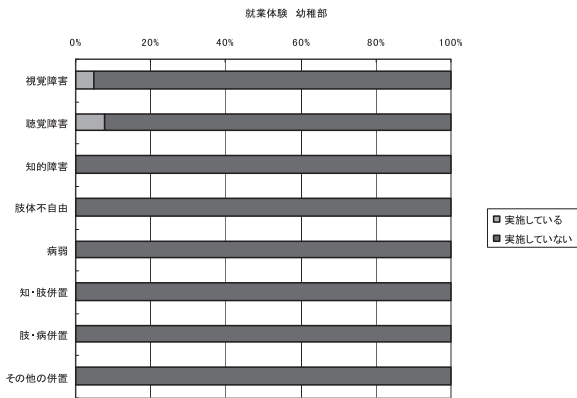 就業体験 幼稚部
0% 20% 40% 60% 80% 100%
視覚障害
聴覚障害
知的障害
肢体不自由
病弱
知・肢併置
肢・病併置
その他の併置
実施している
実施していない